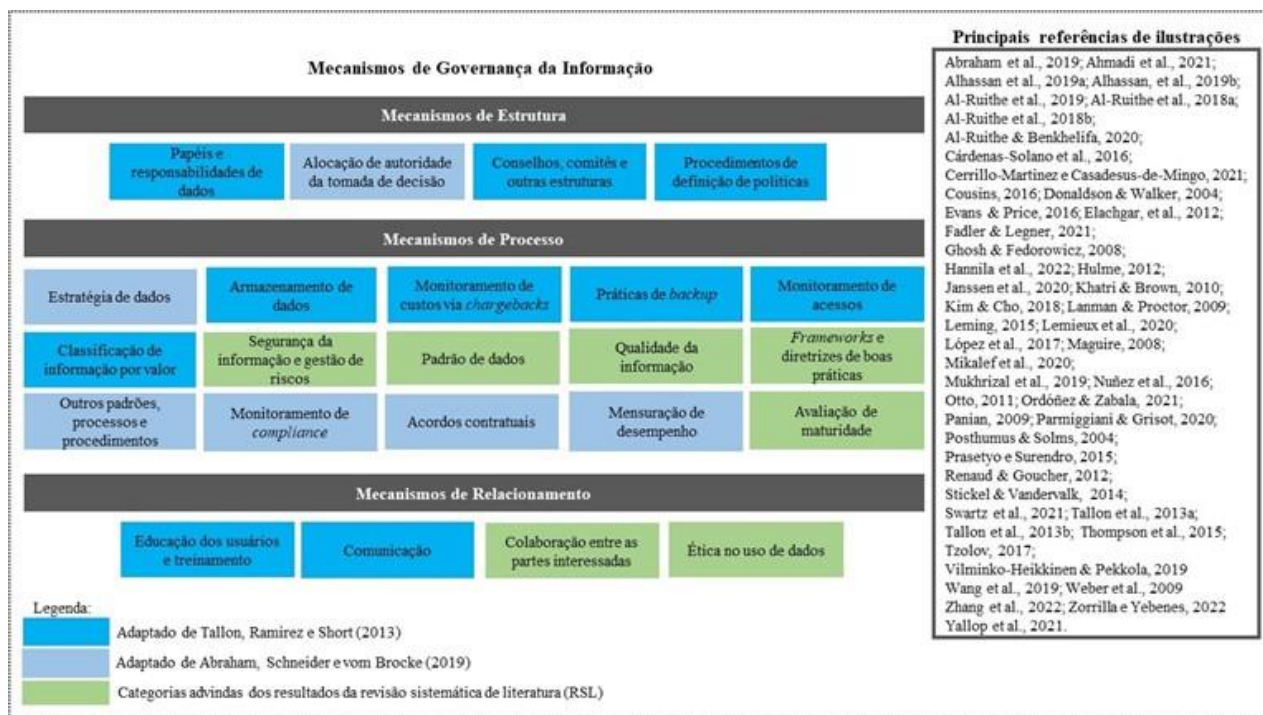 Mecanismos de Governança da Informação
Mecanismos de Estrutura
Papéis e
responsabilidades de
dados
Alocação de autoridade
da tomada de decisão
Conselhos, comitês e
outras estruturas
Procedimentos de
definição de políticas
Mecanismos de Processo
Estratégia de dados
Armazenamento de
dados
Monitoramento de
custos via chargebacks
Práticas de backup
Monitoramento de
acessos
Classificação de
informação por valor
Segurança da
informação e gestão de
riscos
Padrão de dados
Qualidade da
informação
Frameworks e
diretrizes de boas
práticas
Outros padrões,
processos e
procedimentos
Monitoramento de
compliance
Acordos contratuais
Mensuração de
desempenho
Avaliação de
maturidade
Mecanismos de Relacionamento
Educação dos usuários
e treinamento
Comunicação
Colaboração entre as
partes interessadas
Ética no uso de dados
Legenda:
Adaptado de Tallon, Ramirez e Short (2013)
Adaptado de Abraham, Schneider e vom Brocke (2019)
Categorias advindas dos resultados da revisão sistemática de literatura (RSL)
Principais referências de ilustrações
Abraham et al., 2019; Ahmadi et al., 2021;
Alhassan et al., 2019a; Alhassan, et al., 2019b;
Al-Ruithe et al., 2019; Al-Ruithe et al., 2018a;
Al-Ruithe et al., 2018b;
Al-Ruithe & Benkhelifa, 2020;
Cárdenas-Solano et al., 2016;
Cerrillo-Martinez e Casadesus-de-Mingo, 2021;
Cousins, 2016; Donaldson & Walker, 2004;
Evans & Price, 2016; Elachgar, et al., 2012;
Fadler & Legner, 2021;
Ghosh & Fedorowicz, 2008;
Hannila et al., 2022; Hulme, 2012;
Janssen et al., 2020; Khatri & Brown, 2010;
Kim & Cho, 2018; Lanman & Proctor, 2009;
Leming, 2015; Lemieux et al., 2020;
López et al., 2017; Maguire, 2008;
Mikalef et al., 2020;
Mukhrizal et al., 2019; Nuñez et al., 2016;
Otto, 2011; Ordóñez & Zabala, 2021;
Panian, 2009; Parmiggiani & Grisot, 2020;
Posthumus & Solms, 2004;
Prasetyo e Surendro, 2015;
Renaud & Goucher, 2012;
Stickel & Vandervalk, 2014;
Swartz et al., 2021; Tallon et al., 2013a;
Tallon et al., 2013b; Thompson et al., 2015;
Tzolov, 2017;
Vilminko-Heikkinen & Pekkola, 2019
Wang et al., 2019; Weber et al., 2009
Zhang et al., 2022; Zorrilla e Yebenes, 2022
Yallop et al., 2021.